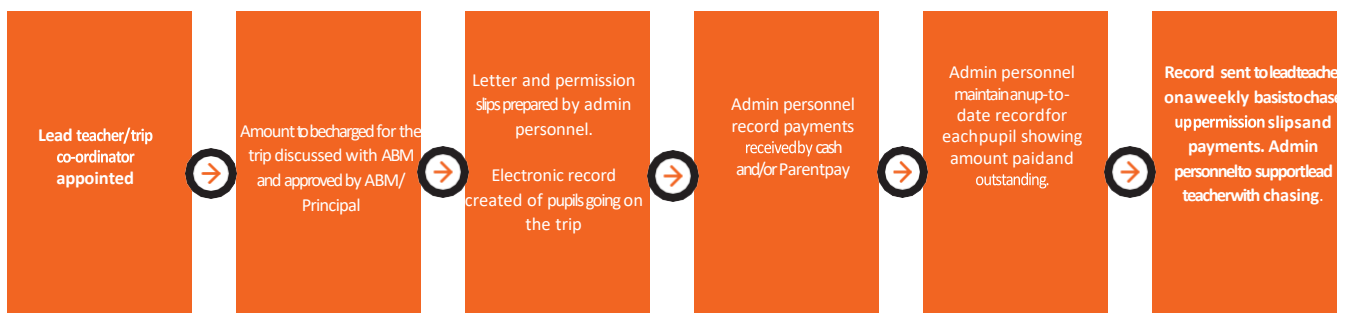 Lead teacher/trip
co-ordinator
appointed
Amount to be charged for the
trip discussed with ABM
and approved by ABM/
Principal
Letter and permission
slips prepared by admin
personnel.
Electronic record
created of pupils going on
the trip
Admin personnel
record payments
received by cash
and/or Parentpay
Admin personnel
maintain an up-to-
date record for
each pupil showing
amount paid and
outstanding.
Record sent to lead teache
on a weekly basis to chase
up permission slips and
payments. Admin
personnel to support lead
teacher with chasing.